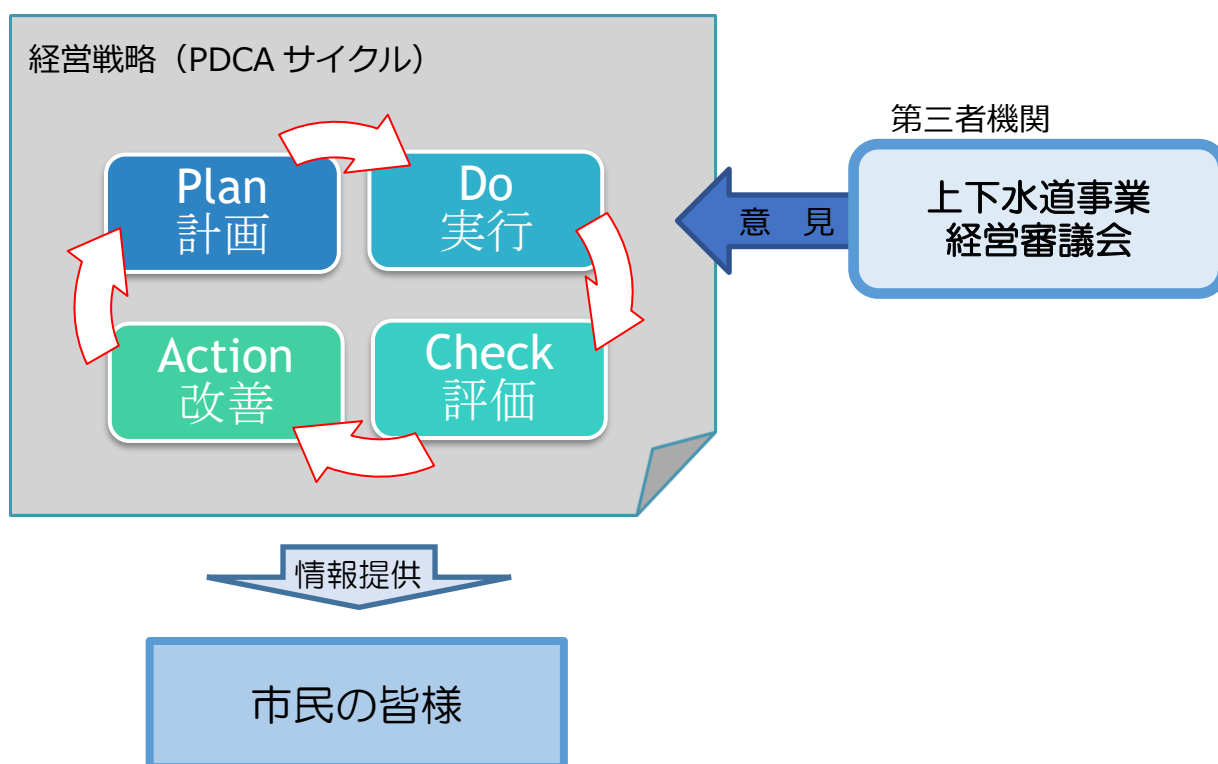 経営戦略（PDCA サイクル）
Plan
計画
Do
実行
Action
改善
Check
評価
第三者機関
上下水道事業
経営審議会
意 見
情報提供
市民の皆様